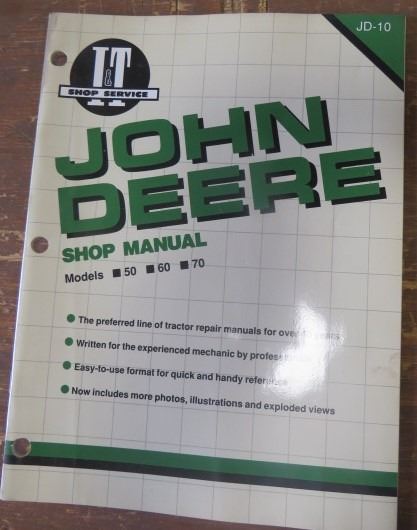 JD-10
I&T
SHOP SERVICE
JOHN
DEERE
SHOP MANUAL
Models ■ 50 ■ 60 ■ 70
● The preferred line of tractor repair manuals for over years
● Written for the experienced mechanic by
● Easy-to-use format for quick and handy reference
● Now includes more photos, illustrations and exploded views